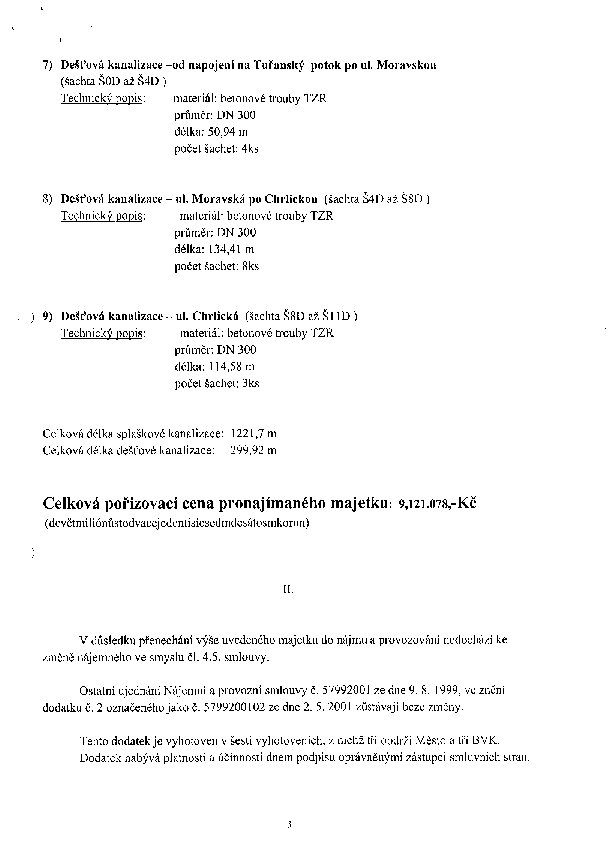 7) Dešťová kanalizace –od napojení na Tuřanský potok po ul. Moravskou
(šachta Š0D až Š4D )
Technický popis: materiál: betonové trouby TZR
průměr: DN 300
délka: 50,94 m
počet šachet: 4ks
8) Dešťová kanalizace – ul. Moravská po Chrlickou (šachta Š4D až Š8D )
Technický popis: materiál: betonové trouby TZR
průměr: DN 300
délka: 134,41 m
počet šachet: 8ks
9) Dešťová kanalizace – ul. Chrlická (šachta Š8D až Š11D )
Technický popis: materiál: betonové trouby TZR
průměr: DN 300
délka: 114,58 m
počet šachet: 3ks
Celková délka splaškové kanalizace: 1221,7 m
Celková délka dešťové kanalizace: 299,92 m
Celková pořizovací cena pronajímaného majetku: 9,121.078,-Kč
(devětmiliónůstodvacejedentisícsedmdesátosmkorun)
II.
V důsledku přenechání výše uvedeného majetku do nájmu a provozování nedochází ke
změně nájemného ve smyslu čl. 4.5. smlouvy.
Ostatní ujednání Nájemní a provozní smlouvy č. 57992001 ze dne 9. 8. 1999, ve znění
dodatku č. 2 označeného jako č. 5799200102 ze dne 2. 5. 2001 zůstávají beze změny.
Tento dodatek je vyhotoven v šesti vyhotoveních, z nichž tři obdrží Město a tři BVK.
Dodatek nabývá platnosti a účinnosti dnem podpisu oprávněnými zástupci smluvních stran.
3